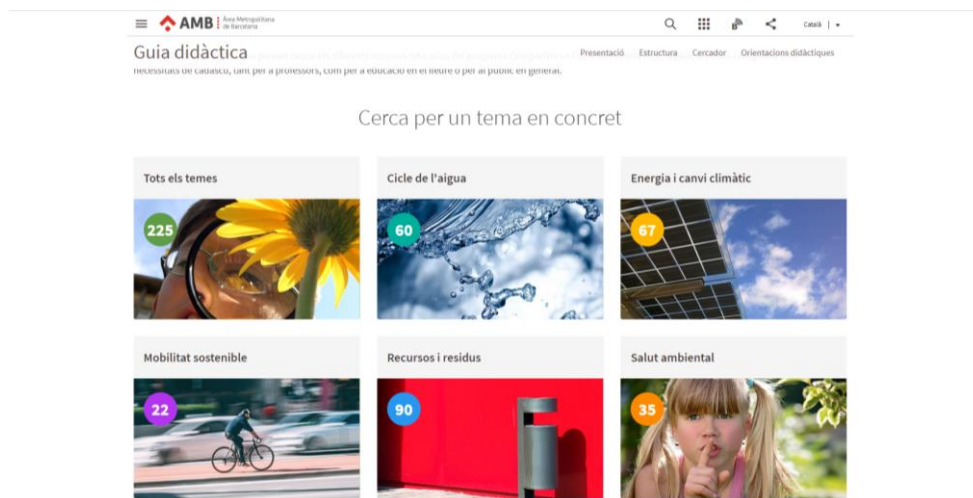 AMB Àrea Metropolitana
de Barcelona
Català
Guia didàctica
Presentació Estructura Cercador Orientacions didàctiques
necessitats de cadascú, tant per a professors, com per a educació en el lleure o per al públic en general.
Cerca per un tema en concret
Tots els temes
225
Cicle de l'aigua
60
Energia i canvi climàtic
67
Mobilitat sostenible
22
Recursos i residus
90
Salut ambiental
35